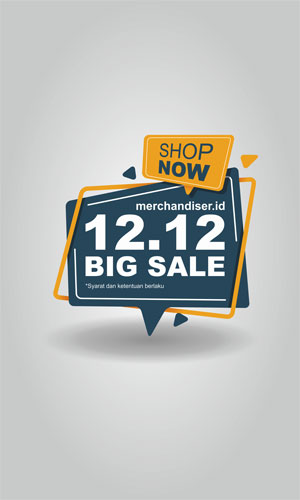 SHOP
NOW
merchandiser.id
12.12
BIG SALE
*Syarat dan ketentuan berlaku